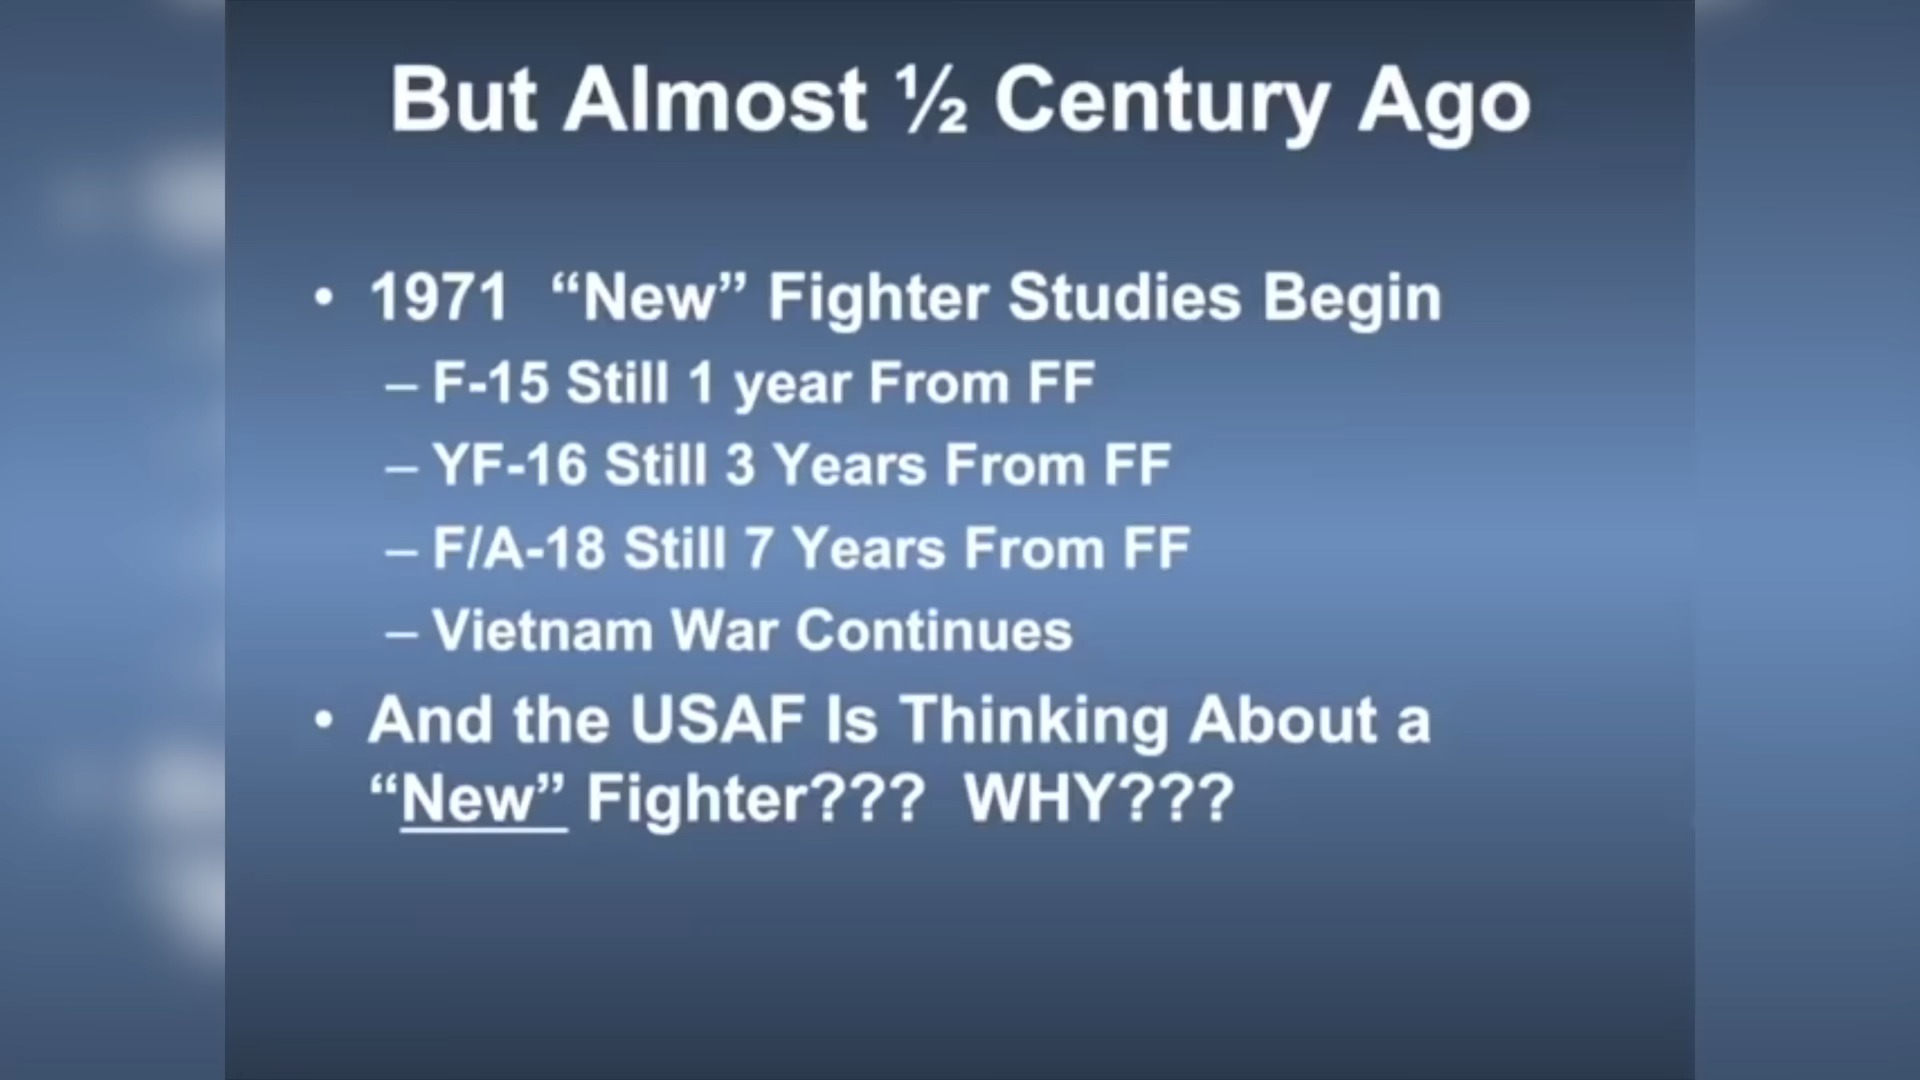 But Almost ½ Century Ago
• 1971 “New” Fighter Studies Begin
– F-15 Still 1 year From FF
– YF-16 Still 3 Years From FF
– F/A-18 Still 7 Years From FF
– Vietnam War Continues
• And the USAF Is Thinking About a
“New” Fighter??? WHY???